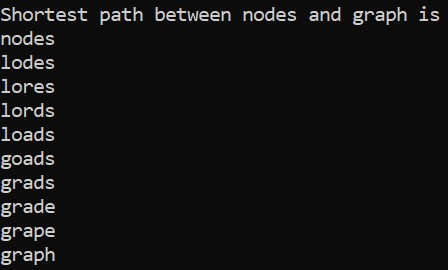 Shortest path between nodes and graph is
nodes
lodes
lores
lords
loads
goads
grads
grade
grape
graph